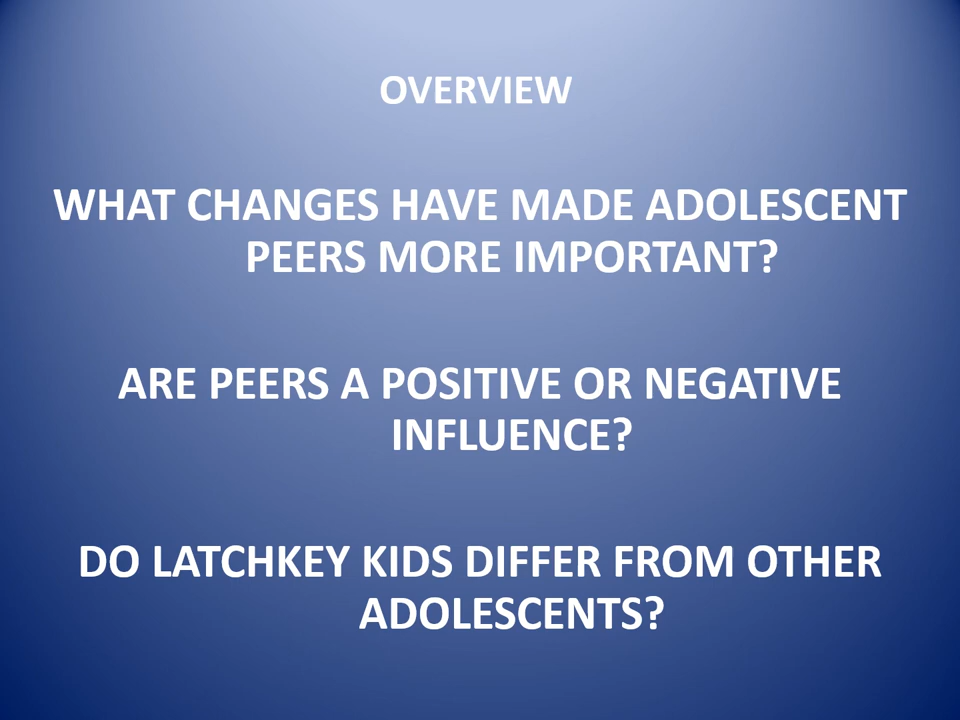 OVERVIEW
WHAT CHANGES HAVE MADE ADOLESCENT
PEERS MORE IMPORTANT?
ARE PEERS A POSITIVE OR NEGATIVE
INFLUENCE?
DO LATCHKEY KIDS DIFFER FROM OTHER
ADOLESCENTS?